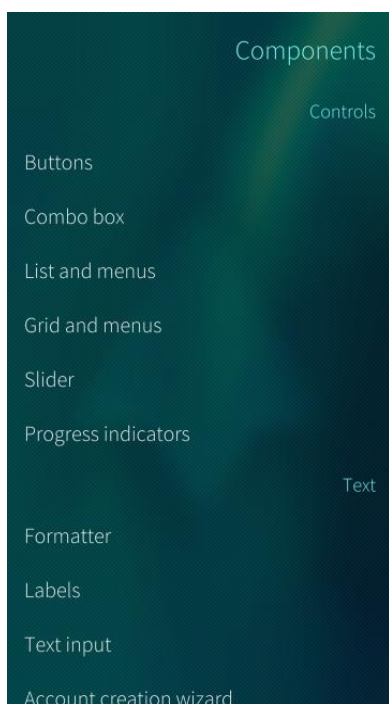 Components
Controls
Buttons
Combo box
List and menus
Grid and menus
Slider
Progress indicators
Text
Formatter
Labels
Text input
Account creation wizard